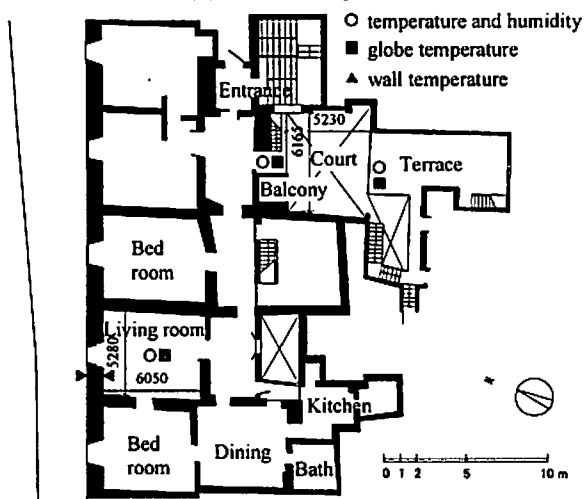 temperature and humidity
globe temperature
wall temperature
Entrance
5230
6165
Court
Terrace
Balcony
Bed
room
Living room
5280
6050
Kitchen
Bed
room
Dining
Bath
0 1 2 5 10 m